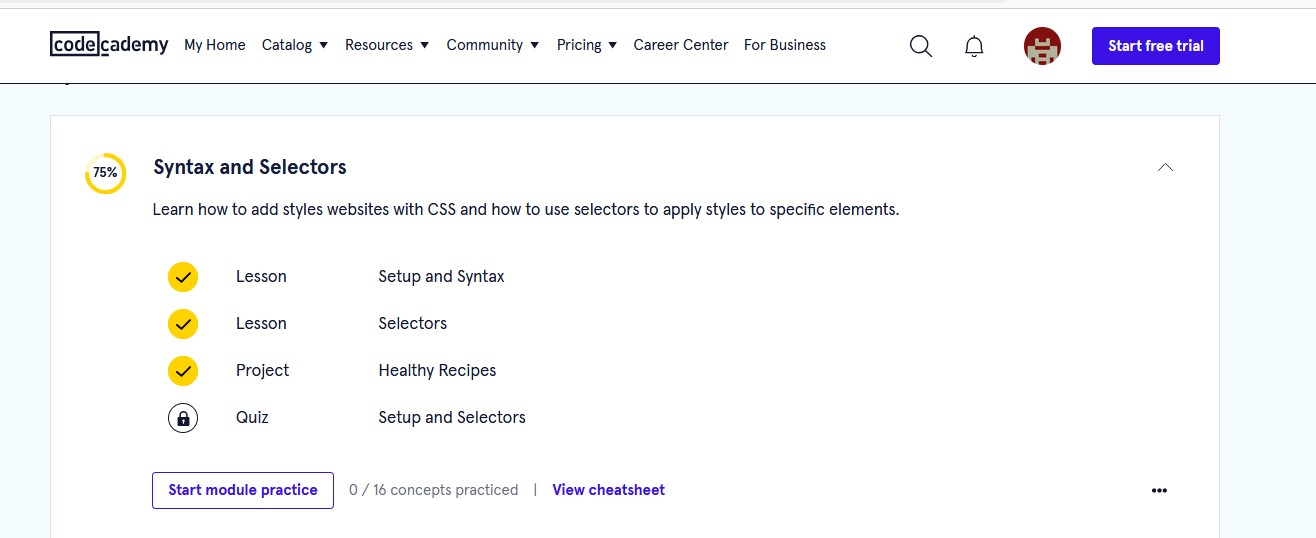 codecademy My Home Catalog Resources Community Pricing Career Center For Business Start free trial
75% Syntax and Selectors
Learn how to add styles websites with CSS and how to use selectors to apply styles to specific elements.
Lesson Setup and Syntax
Lesson Selectors
Project Healthy Recipes
Quiz Setup and Selectors
Start module practice 0 / 16 concepts practiced | View cheatsheet